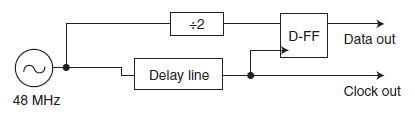 ÷2
D-FF
Data out
Delay line
48 MHz
Clock out